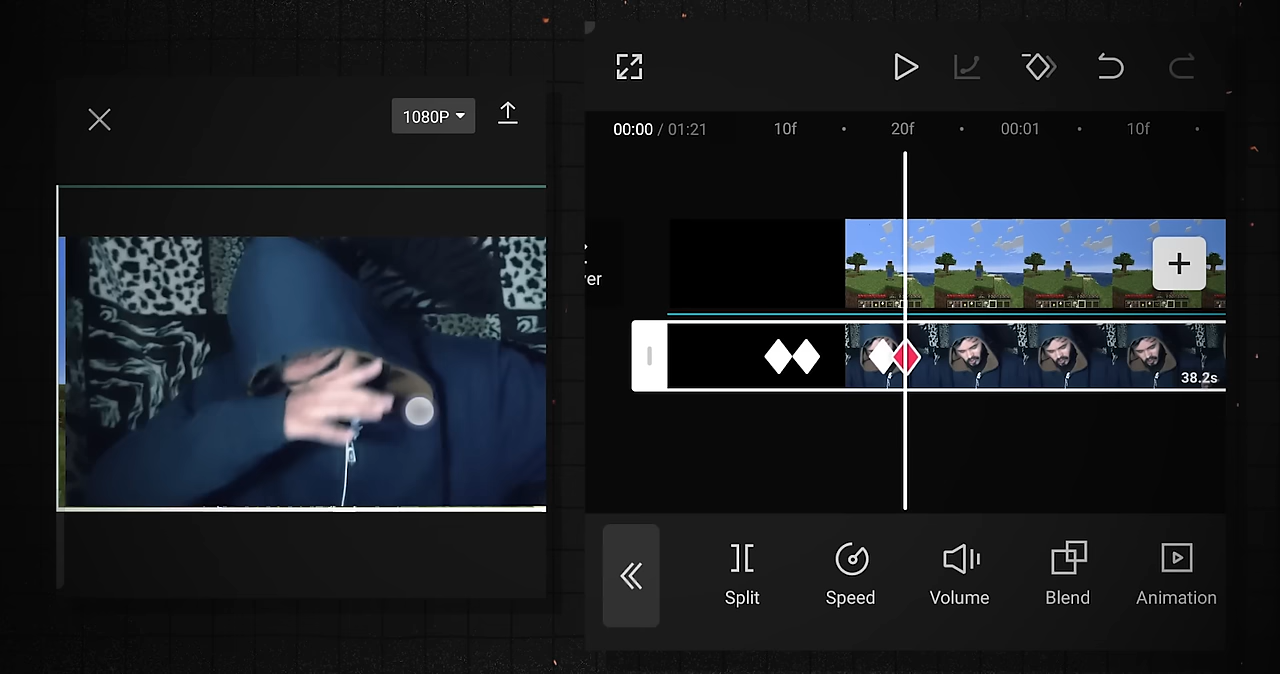 1080P
00:00 / 01:21
10f
20f
00:01
10f
er
38.2s
Split
Speed
Volume
Blend
Animation